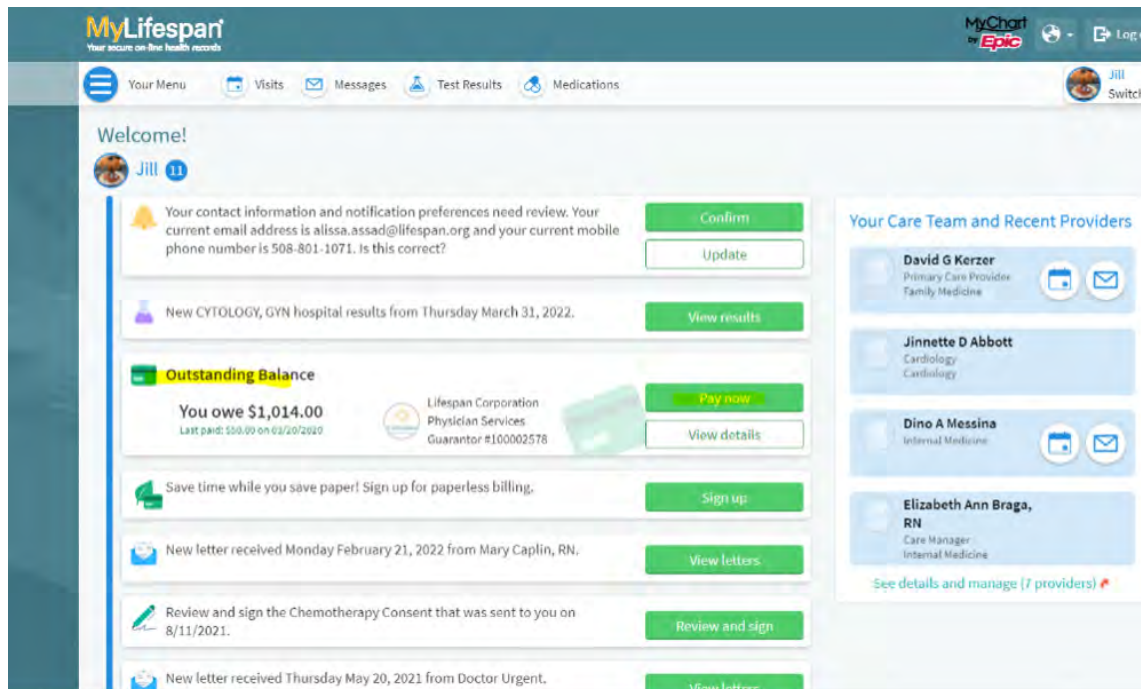 MyLifespan
Your secure on-line health records
MyChart
by Epic
Log
Your Menu
Visits
Messages
Test Results
Medications
Jill
Switch
Welcome!
Jill 11
Your contact information and notification preferences need review. Your
current email address is alissa.assad@lifespan.org and your current mobile
phone number is 508-801-1071. Is this correct?
Confirm
Update
New CYTOLOGY, GYN hospital results from Thursday March 31, 2022.
View results
Outstanding Balance
You owe $1,014.00
Last paid: $50.00 on 03/20/2020
Lifespan Corporation
Physician Services
Guarantor #100002578
Pay now
View details
Save time while you save paper! Sign up for paperless billing.
Sign up
New letter received Monday February 21, 2022 from Mary Caplin, RN.
View letters
Review and sign the Chemotherapy Consent that was sent to you on
8/11/2021.
Review and sign
New letter received Thursday May 20, 2021 from Doctor Urgent.
View letters
Your Care Team and Recent Providers
David G Kerzer
Primary Care Provider
Family Medicine
Jinnette D Abbott
Cardiology
Cardiology
Dino A Messina
Internal Medicine
Elizabeth Ann Braga,
RN
Care Manager
Internal Medicine
See details and manage (7 providers)